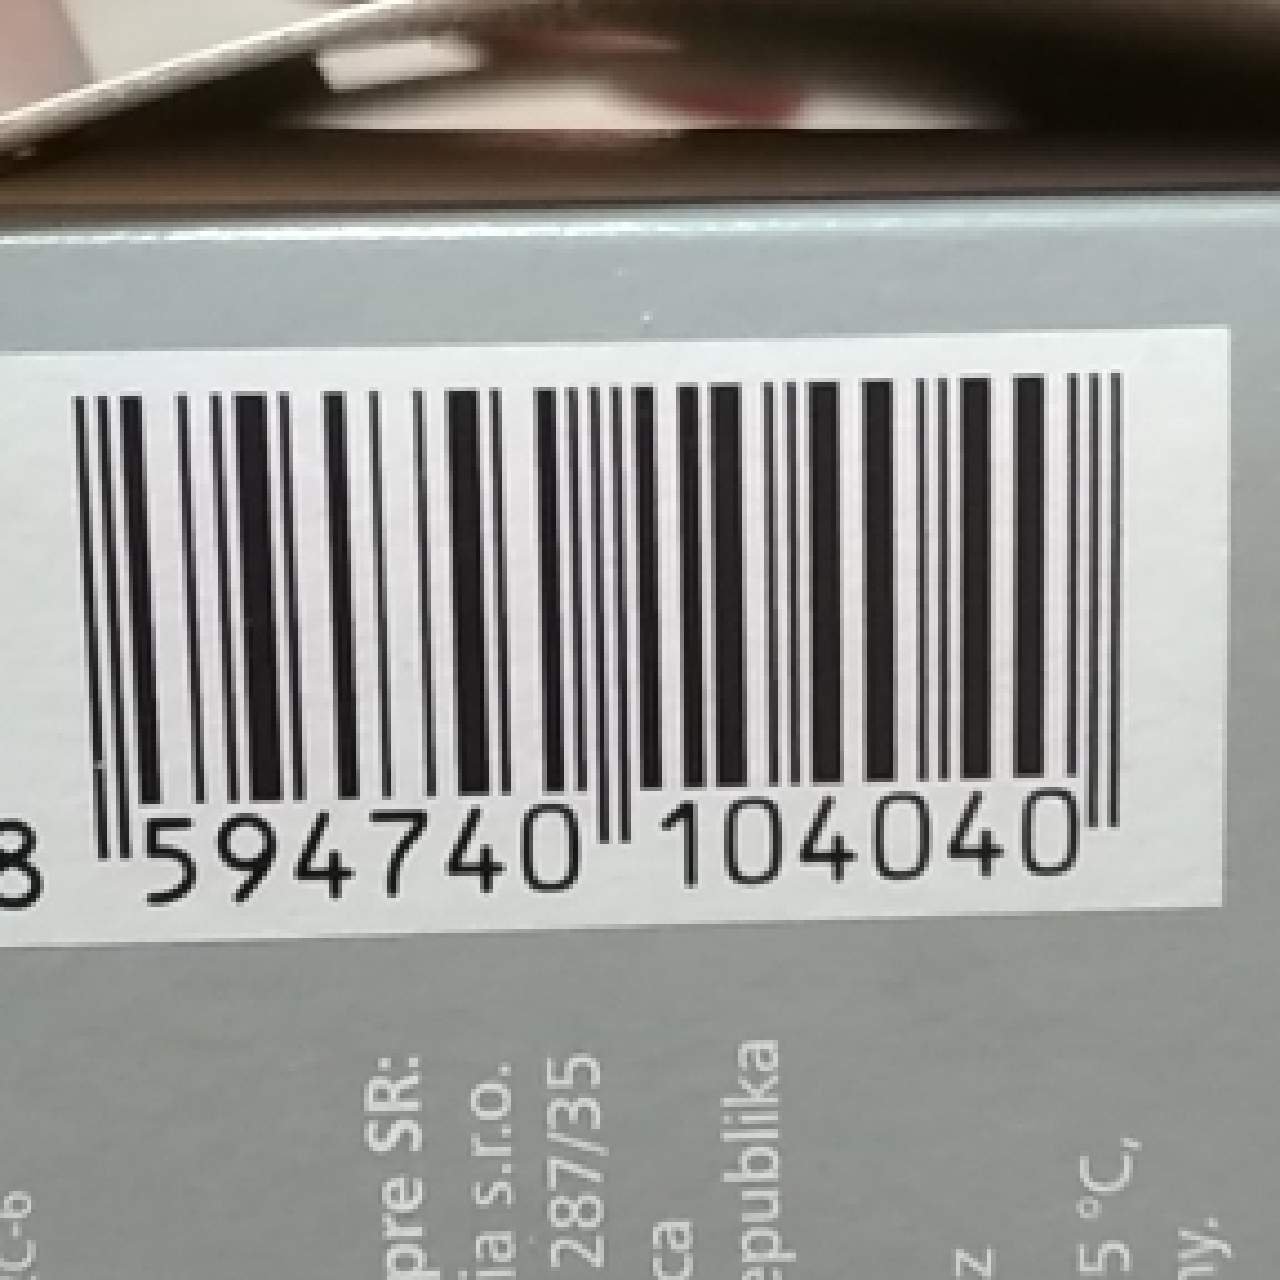 8 594740 104040
pre SR:
ia s.r.o.
287/35
ca
epublika
z
5 °C,
ny.